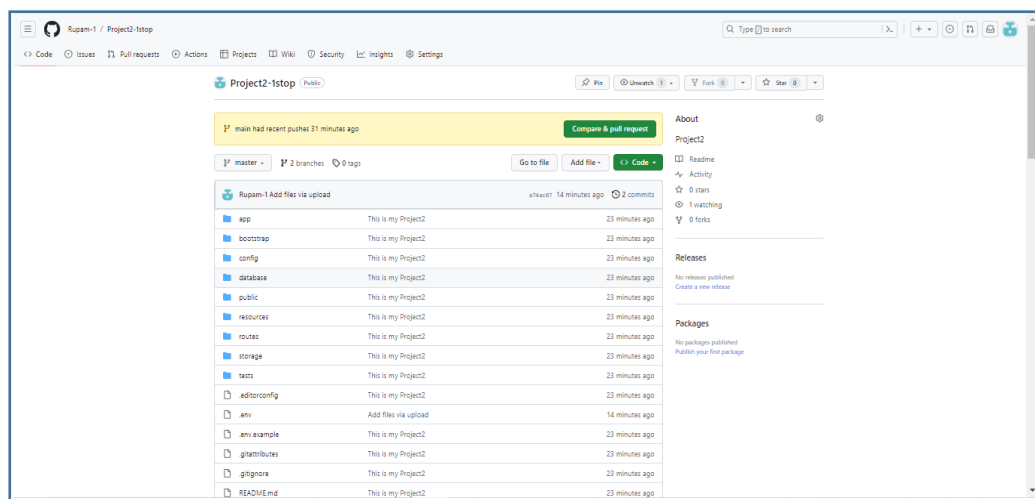 Rupam-1 / Project2-1stop
Type / to search
Code Issues Pull requests Actions Projects Wiki Security Insights Settings
Project2-1stop Public
Pin Unwatch 1 Fork 0 Star 0
main had recent pushes 31 minutes ago Compare & pull request
master 2 branches 0 tags Go to file Add file Code
Rupam-1 Add files via upload a74ac07 14 minutes ago 2 commits
app This is my Project2 23 minutes ago
bootstrap This is my Project2 23 minutes ago
config This is my Project2 23 minutes ago
database This is my Project2 23 minutes ago
public This is my Project2 23 minutes ago
resources This is my Project2 23 minutes ago
routes This is my Project2 23 minutes ago
storage This is my Project2 23 minutes ago
tests This is my Project2 23 minutes ago
.editorconfig This is my Project2 23 minutes ago
.env Add files via upload 14 minutes ago
.env.example This is my Project2 23 minutes ago
.gitattributes This is my Project2 23 minutes ago
.gitignore This is my Project2 23 minutes ago
README.md This is my Project2 23 minutes ago
About
Project2
Readme
Activity
0 stars
1 watching
0 forks
Releases
No releases published
Create a new release
Packages
No packages published
Publish your first package